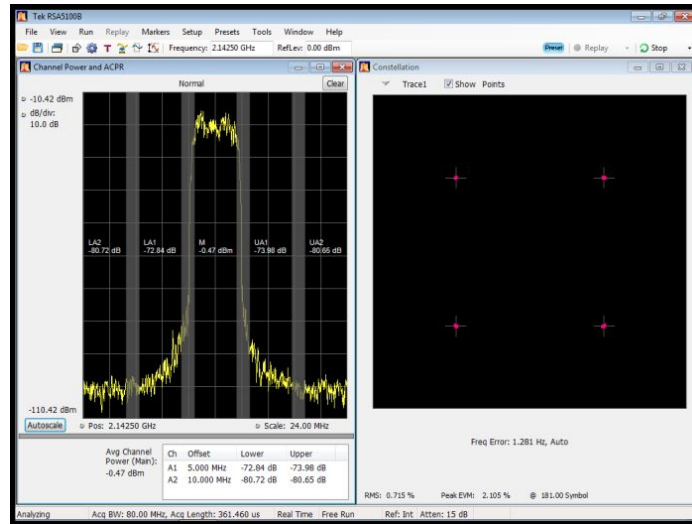 Tek RSA5100B
File View Run Replay Markers Setup Presets Tools Window Help
T Frequency: 2.14250 GHz RefLev: 0.00 dBm Preset Replay Stop
Channel Power and ACPR
Normal
Clear
-10.42 dBm
dB/div:
10.0 dB
LA2 LA1 M UA1 UA2
-80.72 dB -72.84 dB -0.47 dBm -73.98 dB -80.65 dB
-110.42 dBm
Autoscale Pos: 2.14250 GHz Scale: 24.00 MHz
Avg Channel
Power (Main):
-0.47 dBm
Ch Offset Lower Upper
A1 5.000 MHz -72.84 dB -73.98 dB
A2 10.000 MHz -80.72 dB -80.65 dB
Constellation
Trace1 Show Points
Freq Error: 1.281 Hz, Auto
RMS: 0.715 % Peak EVM: 2.105 % @ 181.00 Symbol
Analyzing Acq BW: 80.00 MHz, Acq Length: 361.460 us Real Time Free Run Ref: Int Atten: 15 dB